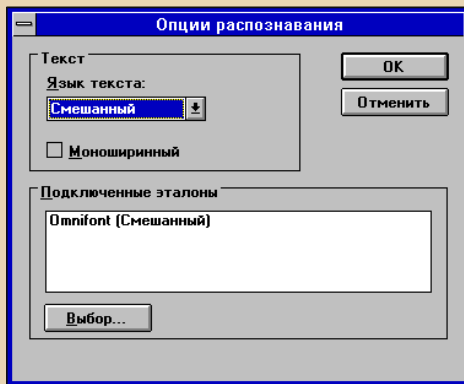 Опции распознавания
Текст
Язык текста:
Смешанный
Моноширинный
OK
Отменить
Подключенные эталоны
Omnifont (Смешанный)
Выбор...